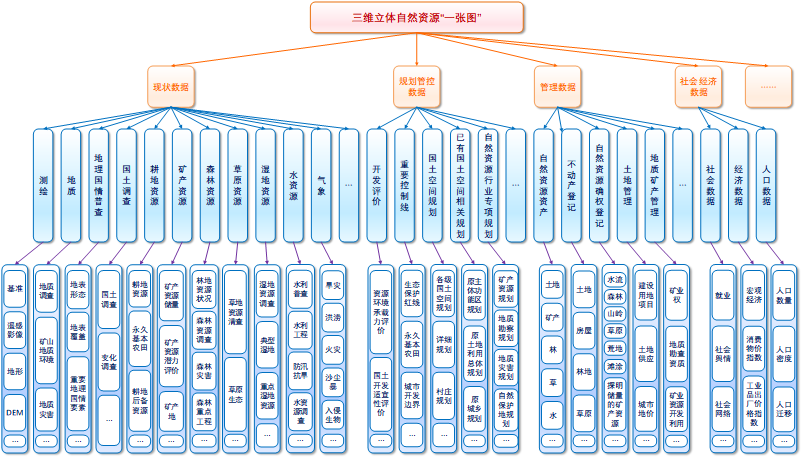 三维立体自然资源“一张图”
现状数据
规划管控
数据
管理数据
社会经济
数据
……
测绘
地质
地理国情普查
国土调查
耕地资源
矿产资源
森林资源
草原资源
湿地资源
水资源
气象
…
开发评价
重要控制线
国土空间规划
已有国土空间相关规划
自然资源行业专项规划
…
自然资源资产
不动产登记
自然资源确权登记
土地管理
地质矿产管理
…
社会数据
经济数据
人口数据
基准
遥感
影像
地形
DEM
…
地质
调查
矿山
地质
环境
地质
灾害
…
地表
形态
地表
覆盖
重要
地理
国情
要素
…
国土
调查
变化
调查
…
耕地
资源
永久
基本
农田
耕地
后备
资源
…
矿产
资源
储量
矿产
资源
潜力
评价
矿产
地
…
林地
资源
状况
森林
资源
调查
森林
灾害
森林
重点
工程
…
草地
资源
清查
草原
生态
…
湿地
资源
调查
典型
湿地
重点
湿地
资源
…
水利
普查
水利
工程
防汛
抗旱
水资
源调
查
…
旱灾
洪涝
火灾
沙尘
暴
入侵
生物
…
资源
环境
承载力
评价
国土
开发
适宜性
评价
…
生态
保护
红线
永久
基本
农田
城市
开发
边界
…
各级
国土
空间
规划
详细
规划
村庄
规划
…
原主
体功
能区
规划
原
土地
利用
总体
规划
原
城乡
规划
…
矿产
资源
规划
地质
勘察
规划
地质
灾害
规划
自然
保护
地规
划
…
土地
矿产
林
草
水
…
土地
房屋
林地
草原
…
水流
森林
山岭
草原
荒地
滩涂
探明
储量
的矿
产资
源
…
建设
用地
项目
土地
供应
城市
地价
…
矿业
权
地质
勘查
资质
矿业
资源
开发
利用
…
就业
社会
舆情
社会
网络
…
宏观
经济
消费
物价
指数
工业
品出
厂价
格指
数
…
人口
数量
人口
密度
人口
迁移
…